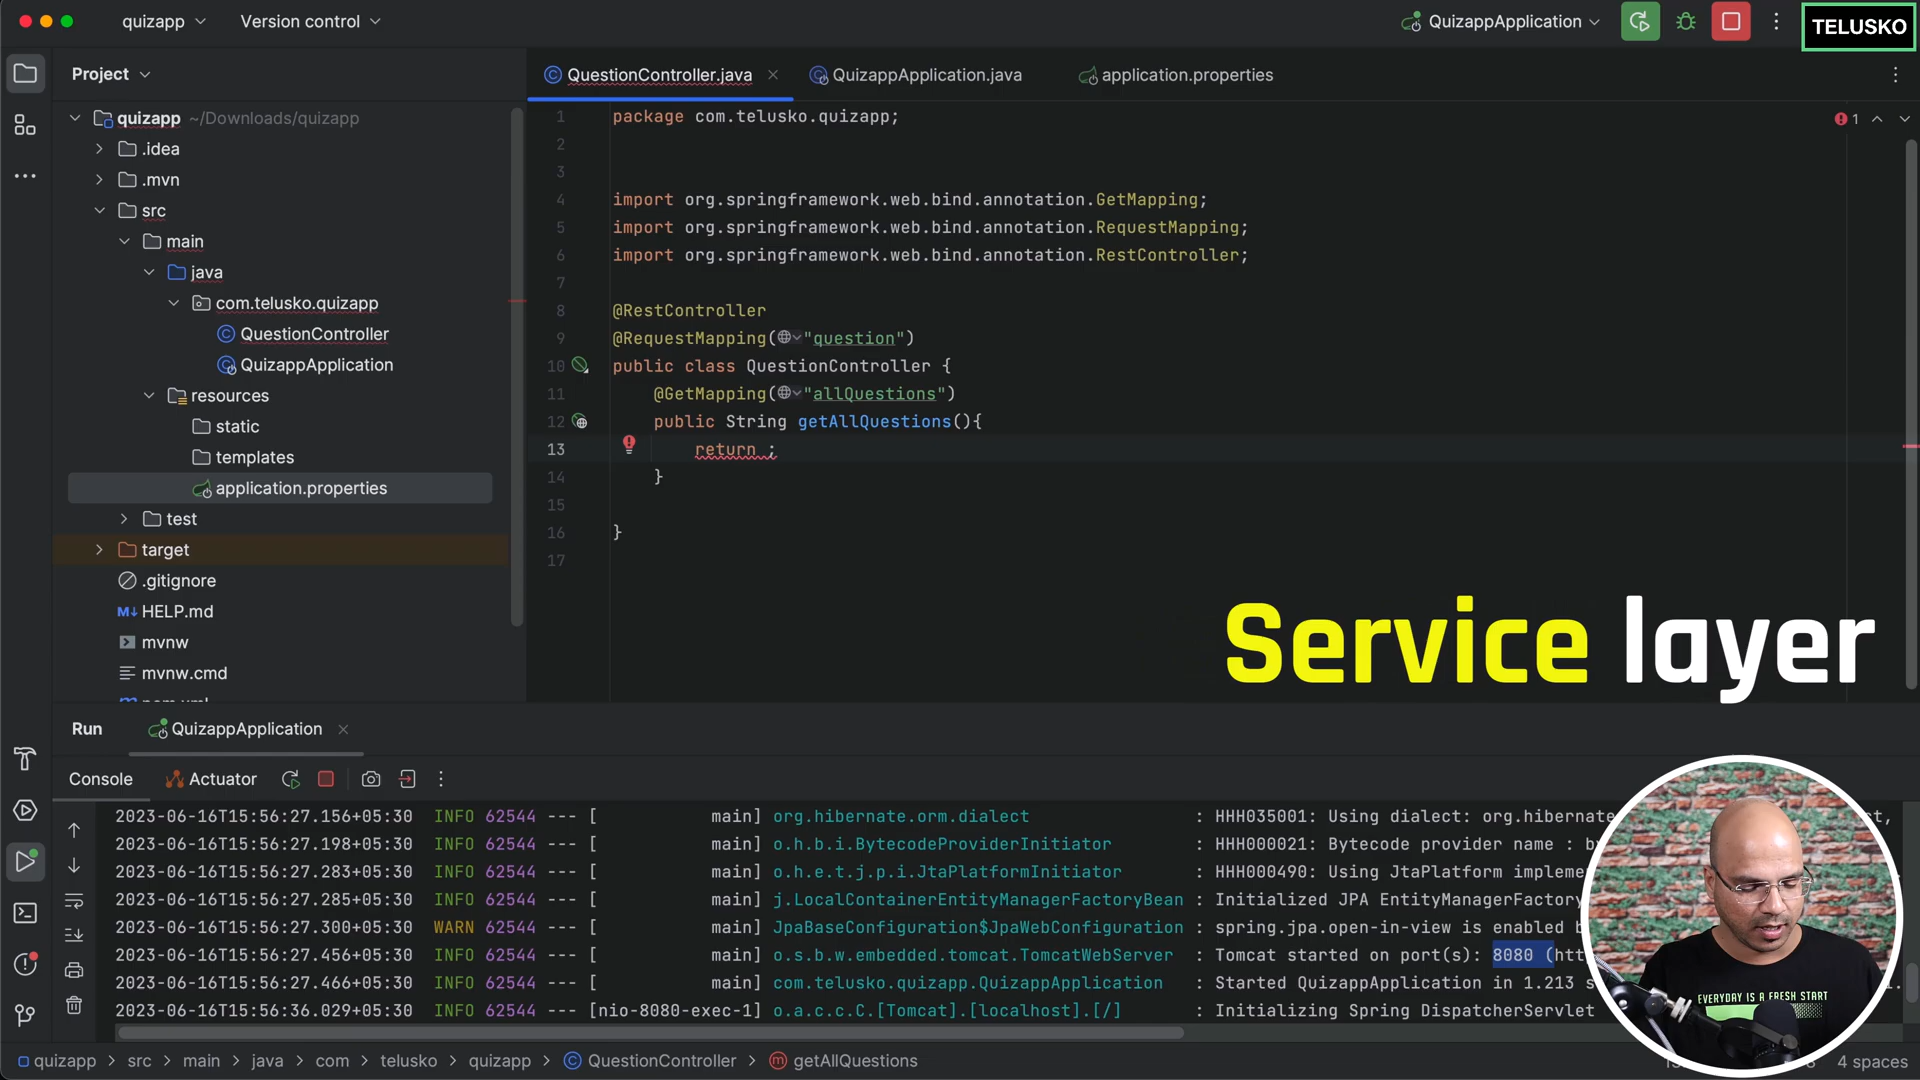 quizapp
Version control
QuizappApplication
TELUSKO
Project
QuestionController.java
QuizappApplication.java
application.properties
quizapp ~/Downloads/quizapp
.idea
.mvn
src
main
java
com.telusko.quizapp
QuestionController
QuizappApplication
resources
static
templates
application.properties
test
target
.gitignore
HELP.md
mvnw
mvnw.cmd
1 package com.telusko.quizapp;
1
2
3
4 import org.springframework.web.bind.annotation.GetMapping;
5 import org.springframework.web.bind.annotation.RequestMapping;
6 import org.springframework.web.bind.annotation.RestController;
7
8 @RestController
9 @RequestMapping("question")
10 public class QuestionController {
11 @GetMapping("allQuestions")
12 public String getAllQuestions(){
13 return ;
14 }
15
16 }
17
Service layer
Run
QuizappApplication
Console
Actuator
2023-06-16T15:56:27.156+05:30 INFO 62544 --- [ main] org.hibernate.orm.dialect : HHH035001: Using dialect: org.hibernate
2023-06-16T15:56:27.198+05:30 INFO 62544 --- [ main] o.h.b.i.BytecodeProviderInitiator : HHH000021: Bytecode provider name :
2023-06-16T15:56:27.283+05:30 INFO 62544 --- [ main] o.h.e.t.j.p.i.JtaPlatformInitiator : HHH000490: Using JtaPlatform
2023-06-16T15:56:27.285+05:30 INFO 62544 --- [ main] j.LocalContainerEntityManagerFactoryBean : Initialized JPA EntityManagerFactory
2023-06-16T15:56:27.300+05:30 WARN 62544 --- [ main] JpaBaseConfiguration$JpaWebConfiguration : spring.jpa.open-in-view is enabled
2023-06-16T15:56:27.456+05:30 INFO 62544 --- [ main] o.s.b.w.embedded.tomcat.TomcatWebServer : Tomcat started on port(s): 8080 (
2023-06-16T15:56:27.466+05:30 INFO 62544 --- [ main] com.telusko.quizapp.QuizappApplication : Started QuizappApplication in 1.213
2023-06-16T15:56:36.029+05:30 INFO 62544 --- [nio-8080-exec-1] o.a.c.c.C.[Tomcat].[localhost].[/] : Initializing Spring DispatcherServlet
EVERYDAY IS A FRESH START
quizapp > src > main > java > com > telusko > quizapp > QuestionController > getAllQuestions
4 spaces